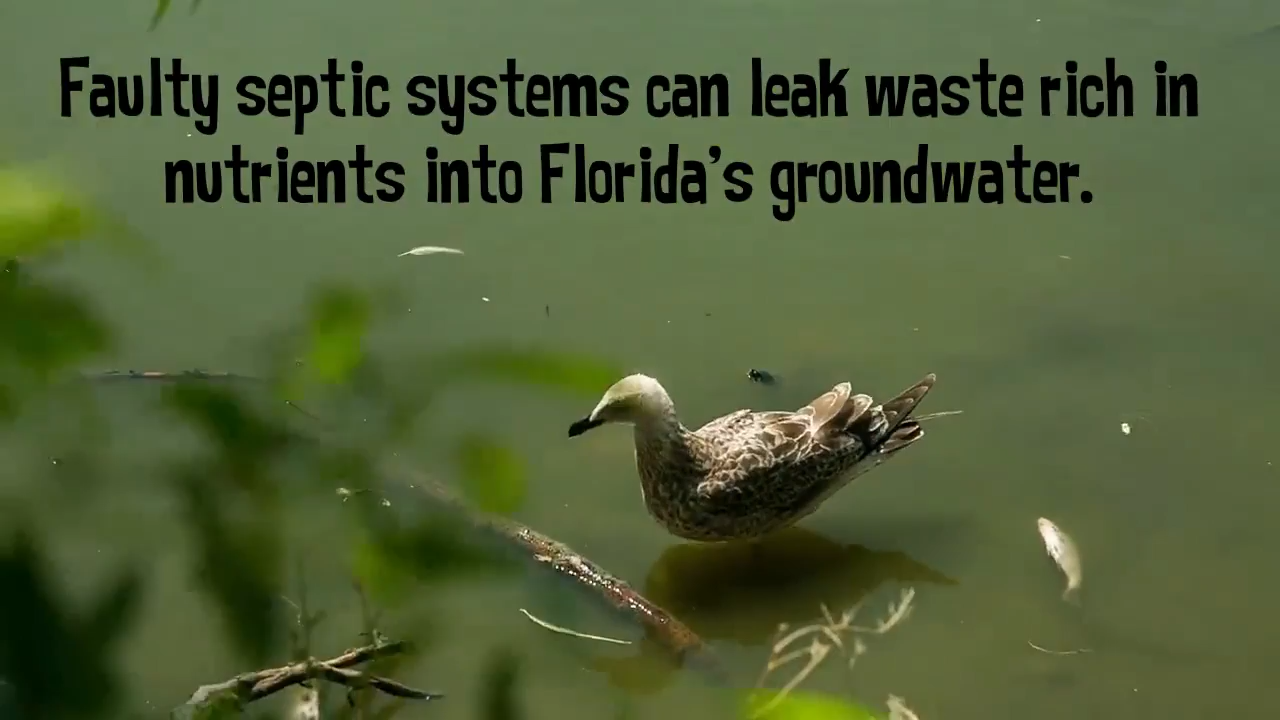 Faulty septic systems can leak waste rich in
nutrients into Florida’s groundwater.